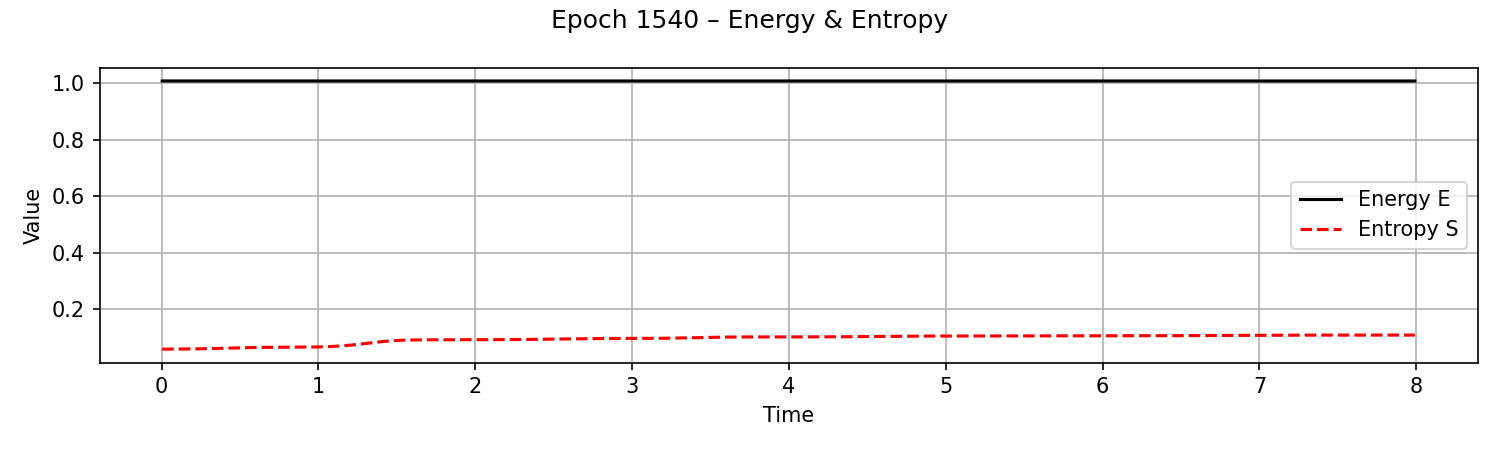 Epoch 1540 – Energy & Entropy
1.0
0.8
0.6
0.4
0.2
Value
Energy E
Entropy S
0 1 2 3 4 5 6 7 8
Time